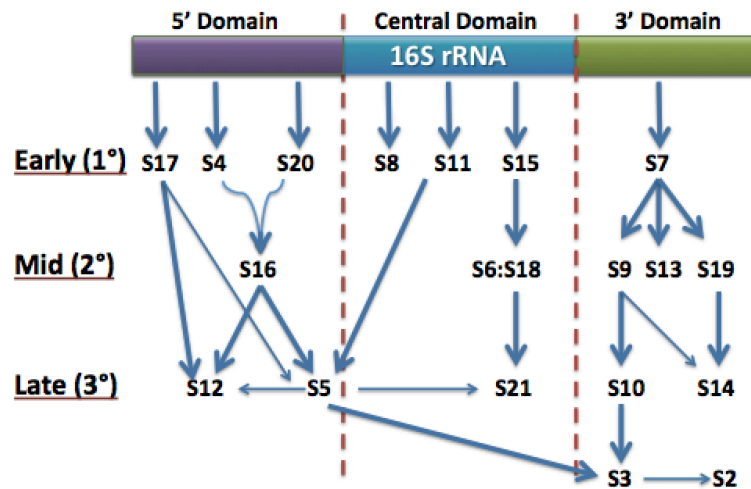 5’ Domain Central Domain 3’ Domain
16S rRNA
Early (1°) S17 S4 S20 S8 S11 S15 S7
Mid (2°) S16 S6:S18 S9 S13 S19
Late (3°) S12 S5 S21 S10 S14
S3 S2